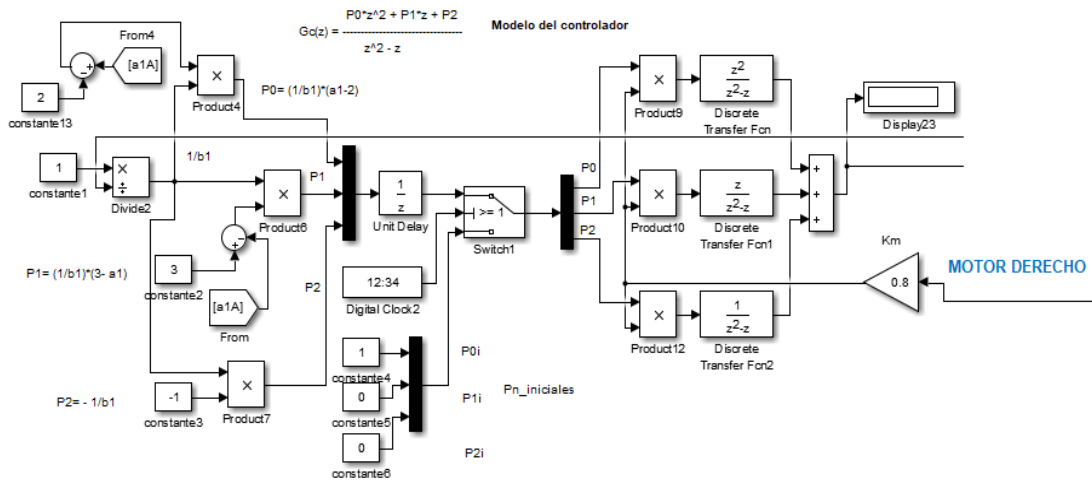 P0*z^2 + P1*z + P2
Gc(z) = ----------------------------------
z^2 - z
Modelo del controlador
From4
[a1A]
2
constante13
×
Product4
P0= (1/b1)*(a1-2)
1
constante1
×
÷
Divide2
1/b1
P1
×
Product6
3
constante2
[a1A]
From
P1= (1/b1)*(3- a1)
P2
-1
constante3
×
Product7
P2= - 1/b1
1
z
Unit Delay
>= 1
Switch1
12:34
Digital Clock2
1
constante4
0
constante5
0
constante6
P0i
P1i
P2i
Pn_iniciales
P0
P1
P2
×
Product9
z²
z²-z
Discrete
Transfer Fcn
×
Product10
z
z²-z
Discrete
Transfer Fcn1
×
Product12
1
z²-z
Discrete
Transfer Fcn2
+
+
+
Display23
Km
0.8
MOTOR DERECHO